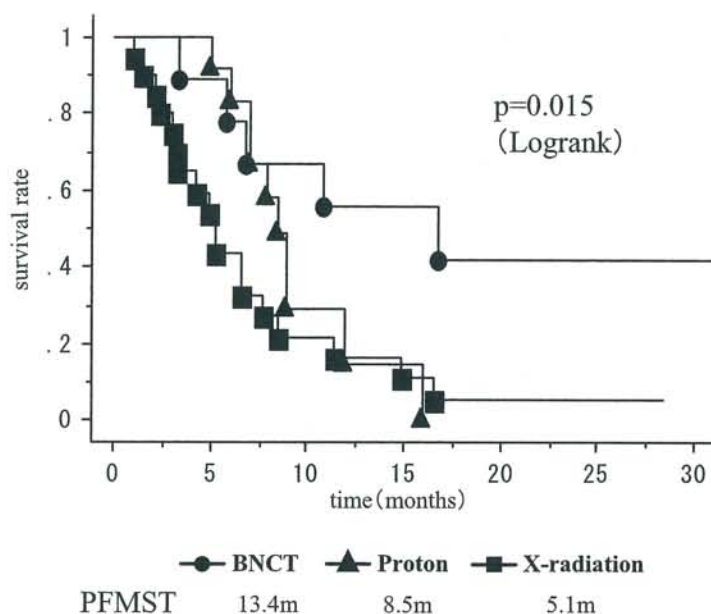 1
.8
.6
.4
.2
0
survival rate
p=0.015
(Logrank)
0 5 10 15 20 25 30
time(months)
BNCT Proton X-radiation
PFMST 13.4m 8.5m 5.1m